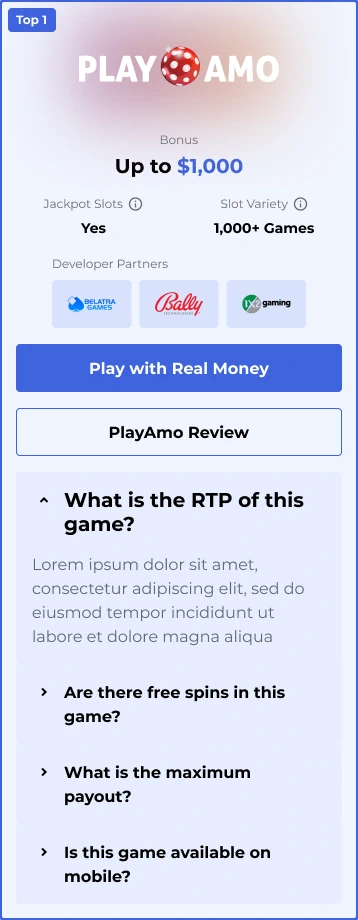 Top 1
PLAY AMO
Bonus
Up to $1,000
Jackpot Slots
Slot Variety
Yes
1,000+ Games
Developer Partners
BELATRA
GAMES
Bally
TECHNOLOGIES
1X2 gaming
Play with Real Money
PlayAmo Review
What is the RTP of this
game?
Lorem ipsum dolor sit amet,
consectetur adipiscing elit, sed do
eiusmod tempor incididunt ut
labore et dolore magna aliqua
Are there free spins in this
game?
What is the maximum
payout?
Is this game available on
mobile?